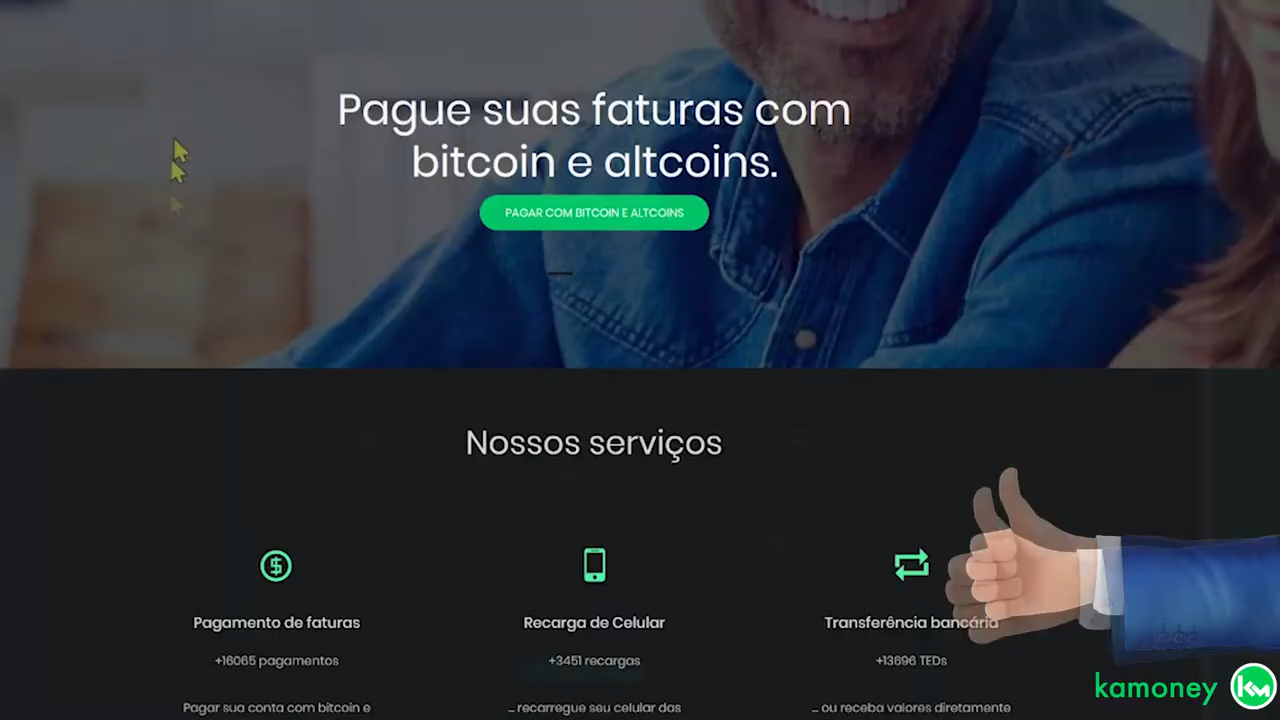 Pague suas faturas com
bitcoin e altcoins.
PAGAR COM BITCOIN E ALTCOINS
Nossos serviços
Pagamento de faturas
Recarga de Celular
Transferência bancária
+16065 pagamentos
+3451 recargas
+13696 TEDs
Pagar sua conta com bitcoin e
... recarregue seu celular das
... ou receba valores diretamente
kamoney